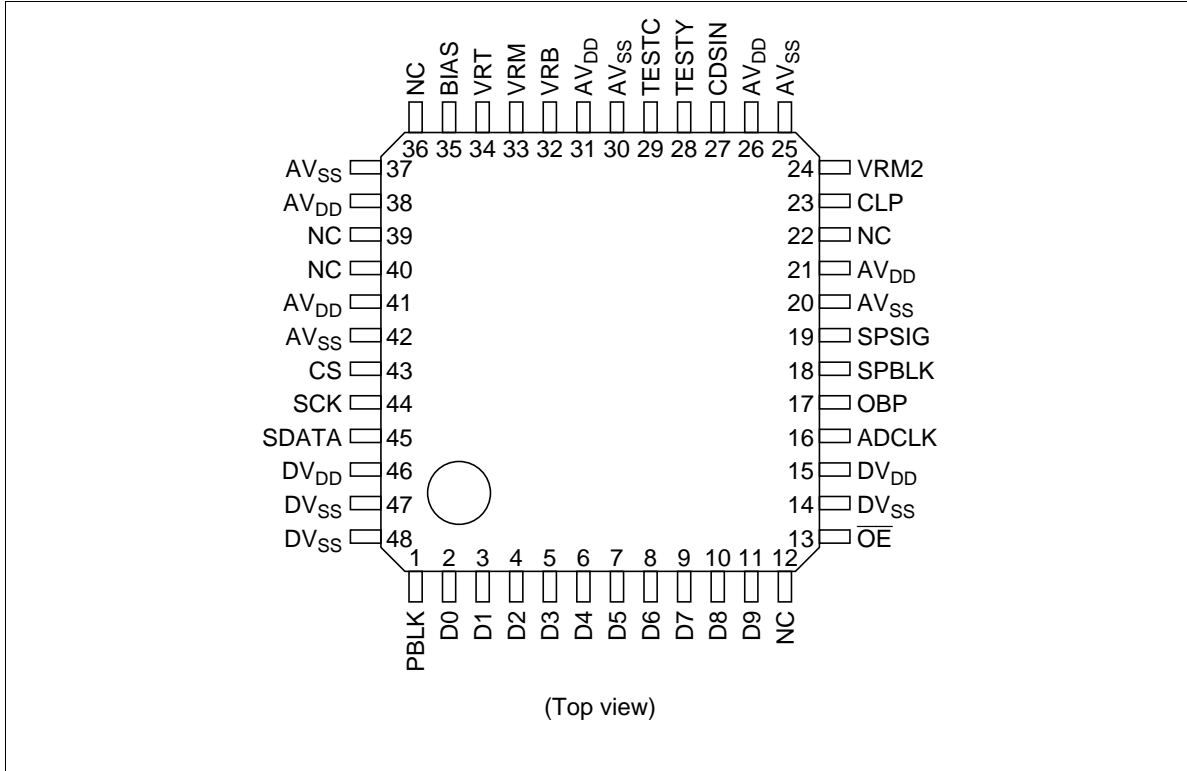 NC
BIAS
VRT
VRM
VRB
AVDD
AVSS
TESTC
TESTY
CDSIN
AVDD
AVSS
36 35 34 33 32 31 30 29 28 27 26 25
AVSS 37 24 VRM2
AVDD 38 23 CLP
NC 39 22 NC
NC 40 21 AVDD
AVDD 41 20 AVSS
AVSS 42 19 SPSIG
CS 43 18 SPBLK
SCK 44 17 OBP
SDATA 45 16 ADCLK
DVDD 46 15 DVDD
DVSS 47 14 DVSS
DVSS 48 13 OE
1 2 3 4 5 6 7 8 9 10 11 12
PBLK
D0
D1
D2
D3
D4
D5
D6
D7
D8
D9
NC
(Top view)